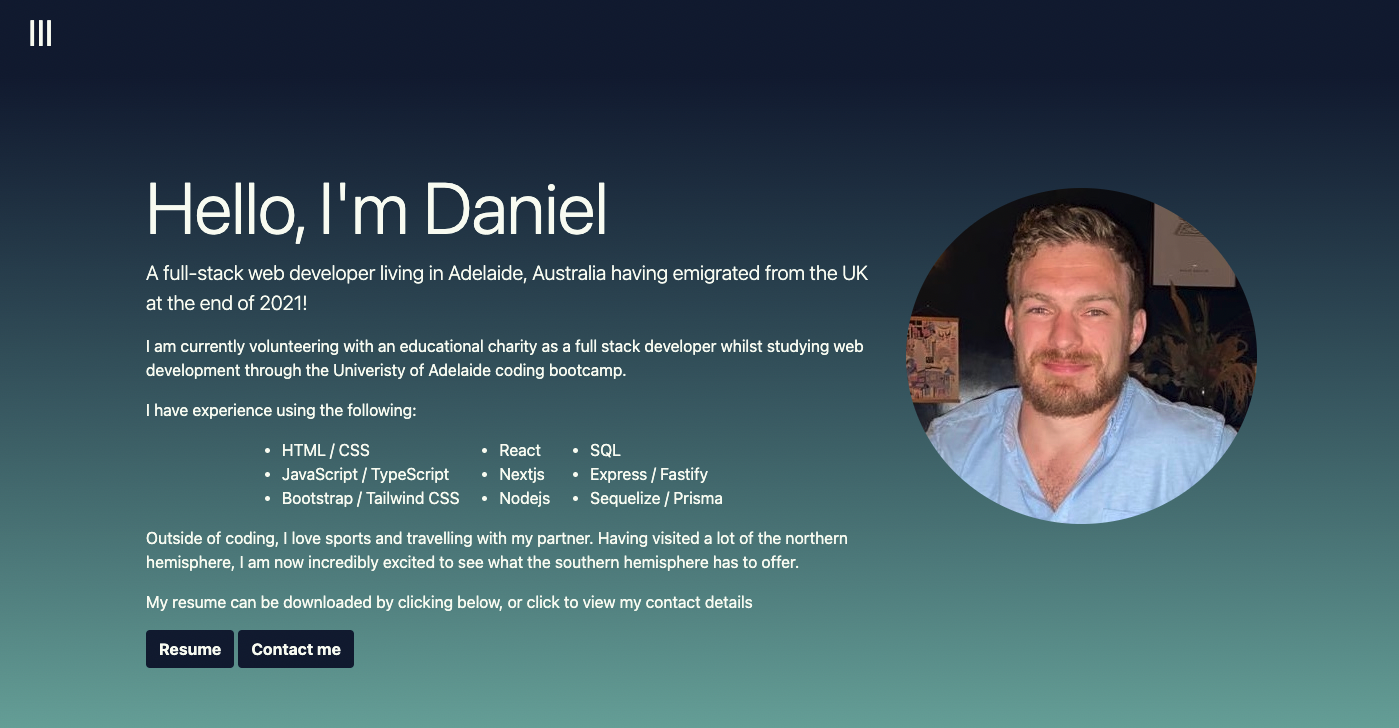 Hello, I'm Daniel
A full-stack web developer living in Adelaide, Australia having emigrated from the UK
at the end of 2021!
I am currently volunteering with an educational charity as a full stack developer whilst studying web
development through the Univeristy of Adelaide coding bootcamp.
I have experience using the following:
• HTML / CSS
• JavaScript / TypeScript
• Bootstrap / Tailwind CSS
• React
• Nextjs
• Nodejs
• SQL
• Express / Fastify
• Sequelize / Prisma
Outside of coding, I love sports and travelling with my partner. Having visited a lot of the northern
hemisphere, I am now incredibly excited to see what the southern hemisphere has to offer.
My resume can be downloaded by clicking below, or click to view my contact details
Resume
Contact me